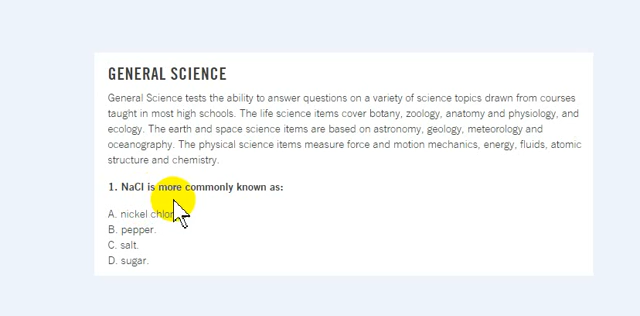 GENERAL SCIENCE
General Science tests the ability to answer questions on a variety of science topics drawn from courses
taught in most high schools. The life science items cover botany, zoology, anatomy and physiology, and
ecology. The earth and space science items are based on astronomy, geology, meteorology and
oceanography. The physical science items measure force and motion mechanics, energy, fluids, atomic
structure and chemistry.
1. NaCl is more commonly known as:
A. nickel
B. pepper.
C. salt.
D. sugar.